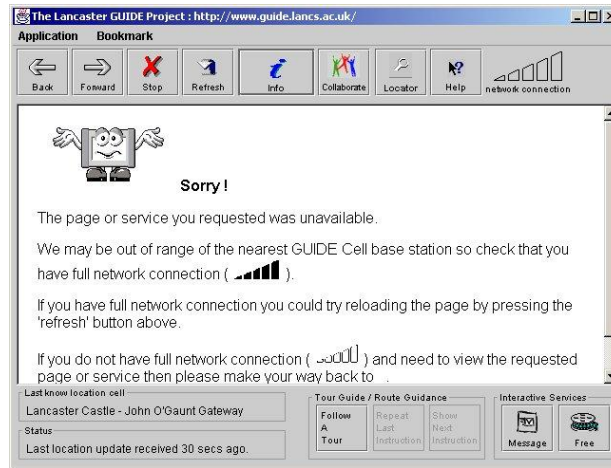 The Lancaster GUIDE Project : http://www.guide.lancs.ac.uk/
Application Bookmark
Back Forward Stop Refresh Info Collaborate Locator Help network connection
Sorry !
The page or service you requested was unavailable.
We may be out of range of the nearest GUIDE Cell base station so check that you
have full network connection ( ).
If you have full network connection you could try reloading the page by pressing the
'refresh' button above.
If you do not have full network connection ( ) and need to view the requested
page or service then please make your way back to .
Last know location cell
Lancaster Castle - John O'Gaunt Gateway
Status
Last location update received 30 secs ago.
Tour Guide / Route Guidance
Follow
A
Tour
Repeat
Last
Instruction
Show
Next
Instruction
Interactive Services
Message Free